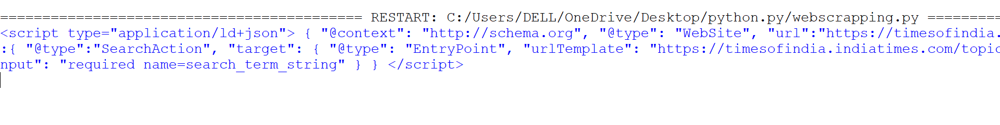 =========================================== RESTART: C:/Users/DELL/OneDrive/Desktop/python.py/webscrapping.py =========
<script type="application/ld+json"> { "@context": "http://schema.org", "@type": "WebSite", "url":"https://timesofindia.
:{ "@type":"SearchAction", "target": { "@type": "EntryPoint", "urlTemplate": "https://timesofindia.indiatimes.com/topic
nput": "required name=search_term_string" } } </script>